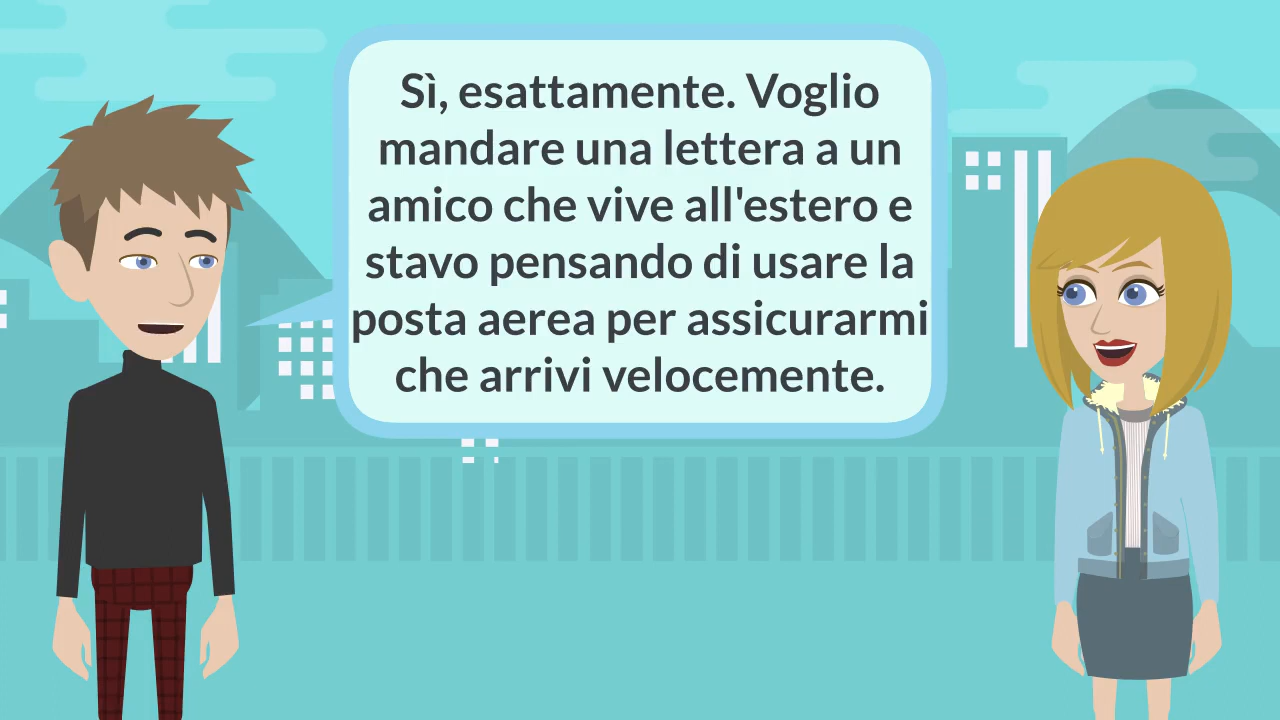 Sì, esattamente. Voglio
mandare una lettera a un
amico che vive all'estero e
stavo pensando di usare la
posta aerea per assicurarmi
che arrivi velocemente.